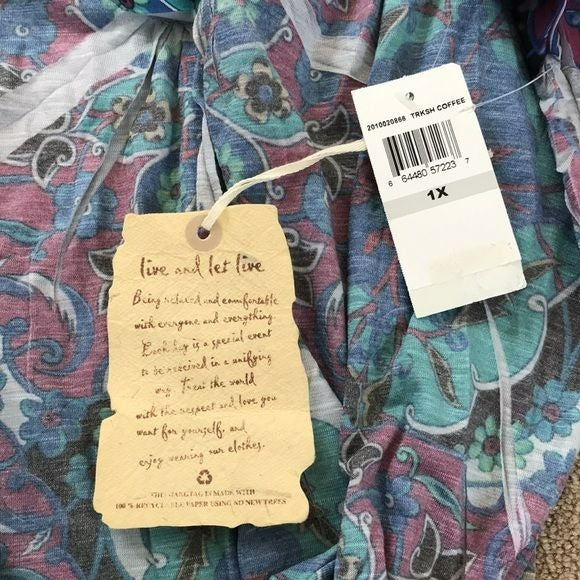 live and let live
Being relaxed and comfortable
with everyone and everything.
Each day is a special event
to be perceived in a unifying
way. Treat the world
with the respect and love you
want for yourself, and
enjoy wearing our clothes.
THIS HANG TAG IS MADE WITH
100% RECYCLABLE PAPER USING NO NEW TREES
2010020866 TRKSH COFFEE
6 64480 57223 7
1X